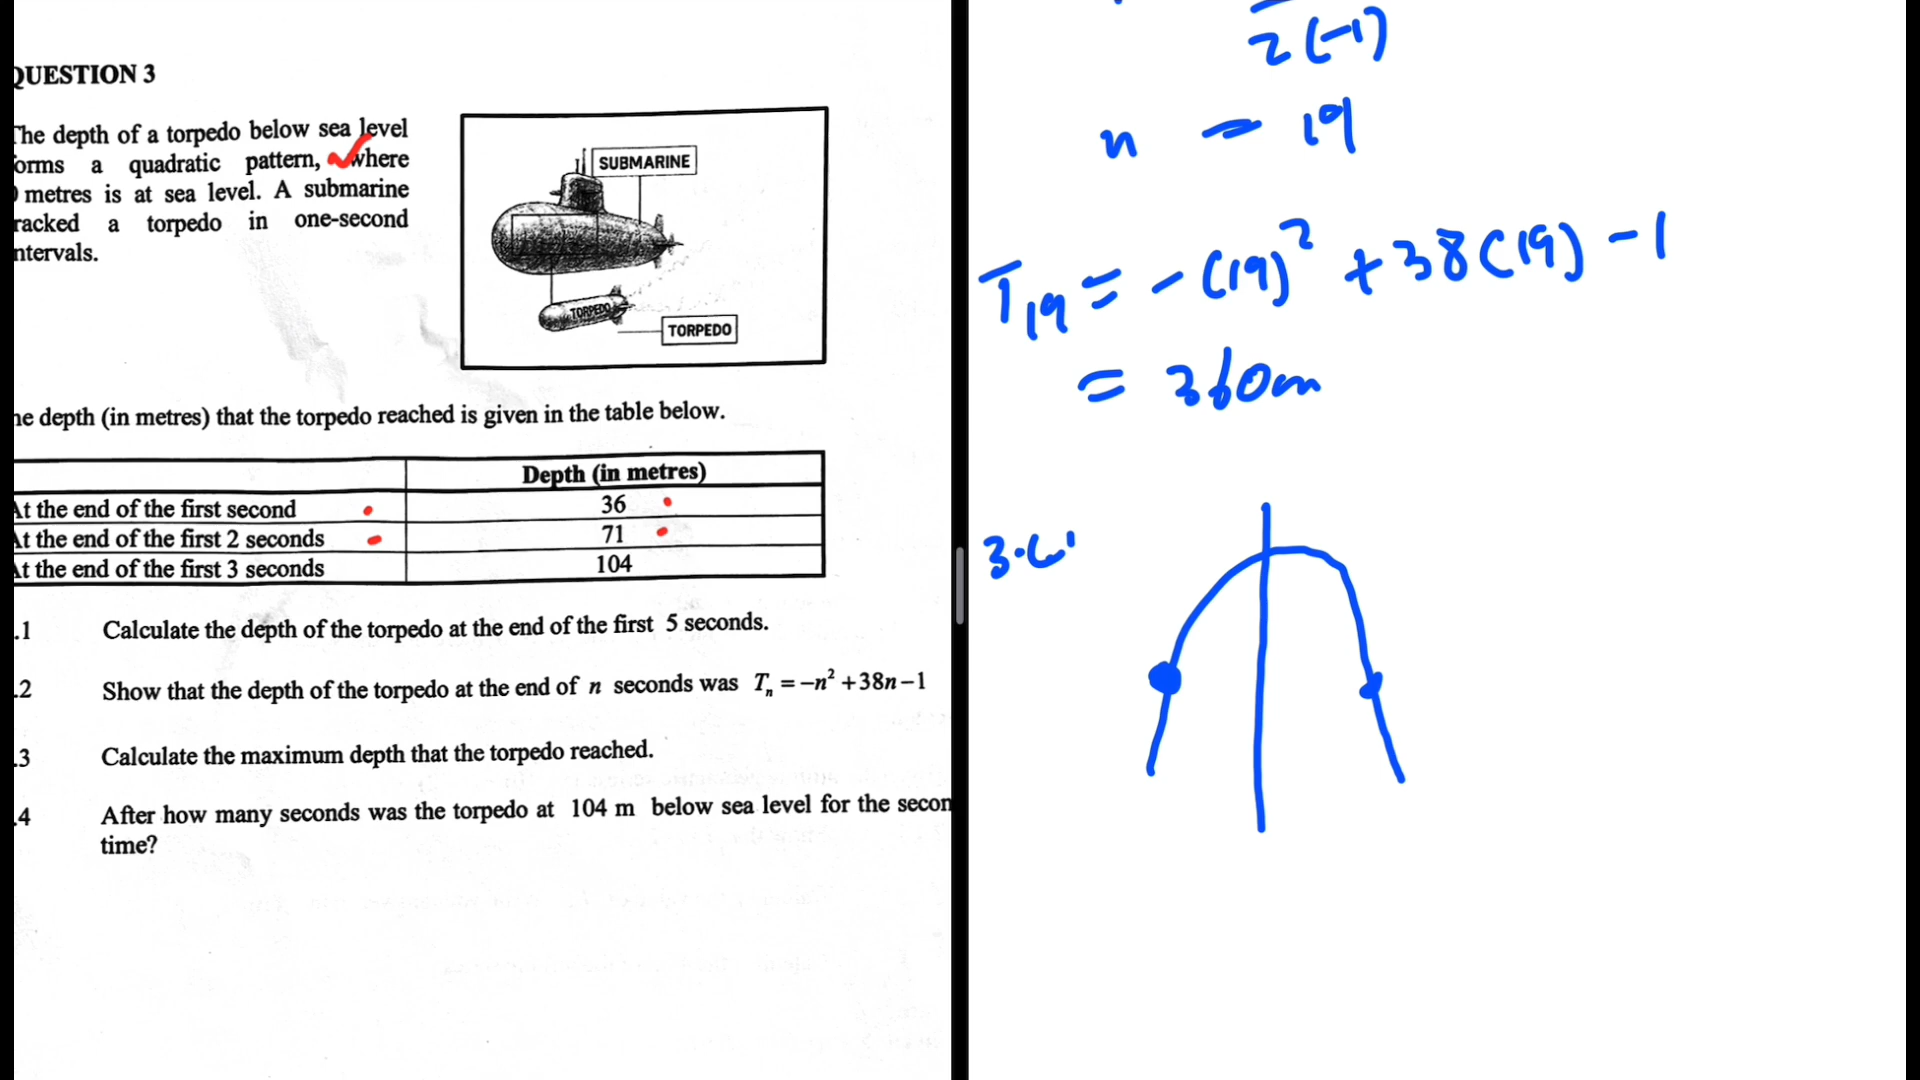 QUESTION 3
The depth of a torpedo below sea level
forms a quadratic pattern, where
metres is at sea level. A submarine
racked a torpedo in one-second
ntervals.
SUBMARINE
TORPEDO
TORPEDO
he depth (in metres) that the torpedo reached is given in the table below.
Depth (in metres)
At the end of the first second 36
At the end of the first 2 seconds 71
At the end of the first 3 seconds 104
.1 Calculate the depth of the torpedo at the end of the first 5 seconds.
.2 Show that the depth of the torpedo at the end of n seconds was Tₙ = −n² + 38n − 1
.3 Calculate the maximum depth that the torpedo reached.
.4 After how many seconds was the torpedo at 104 m below sea level for the secon
time?
2(-1)
n = 19
T₁₉ = -(19)² + 38(19) - 1
= 360m